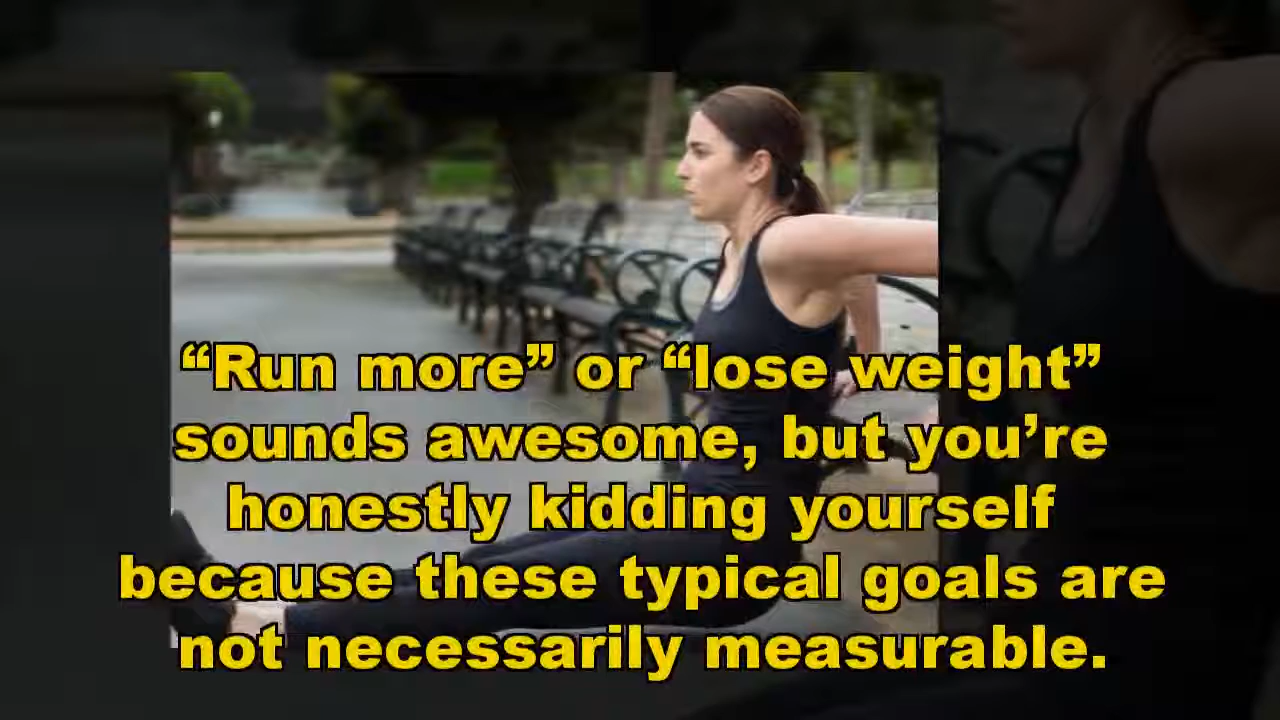 “Run more” or “lose weight”
sounds awesome, but you’re
honestly kidding yourself
because these typical goals are
not necessarily measurable.